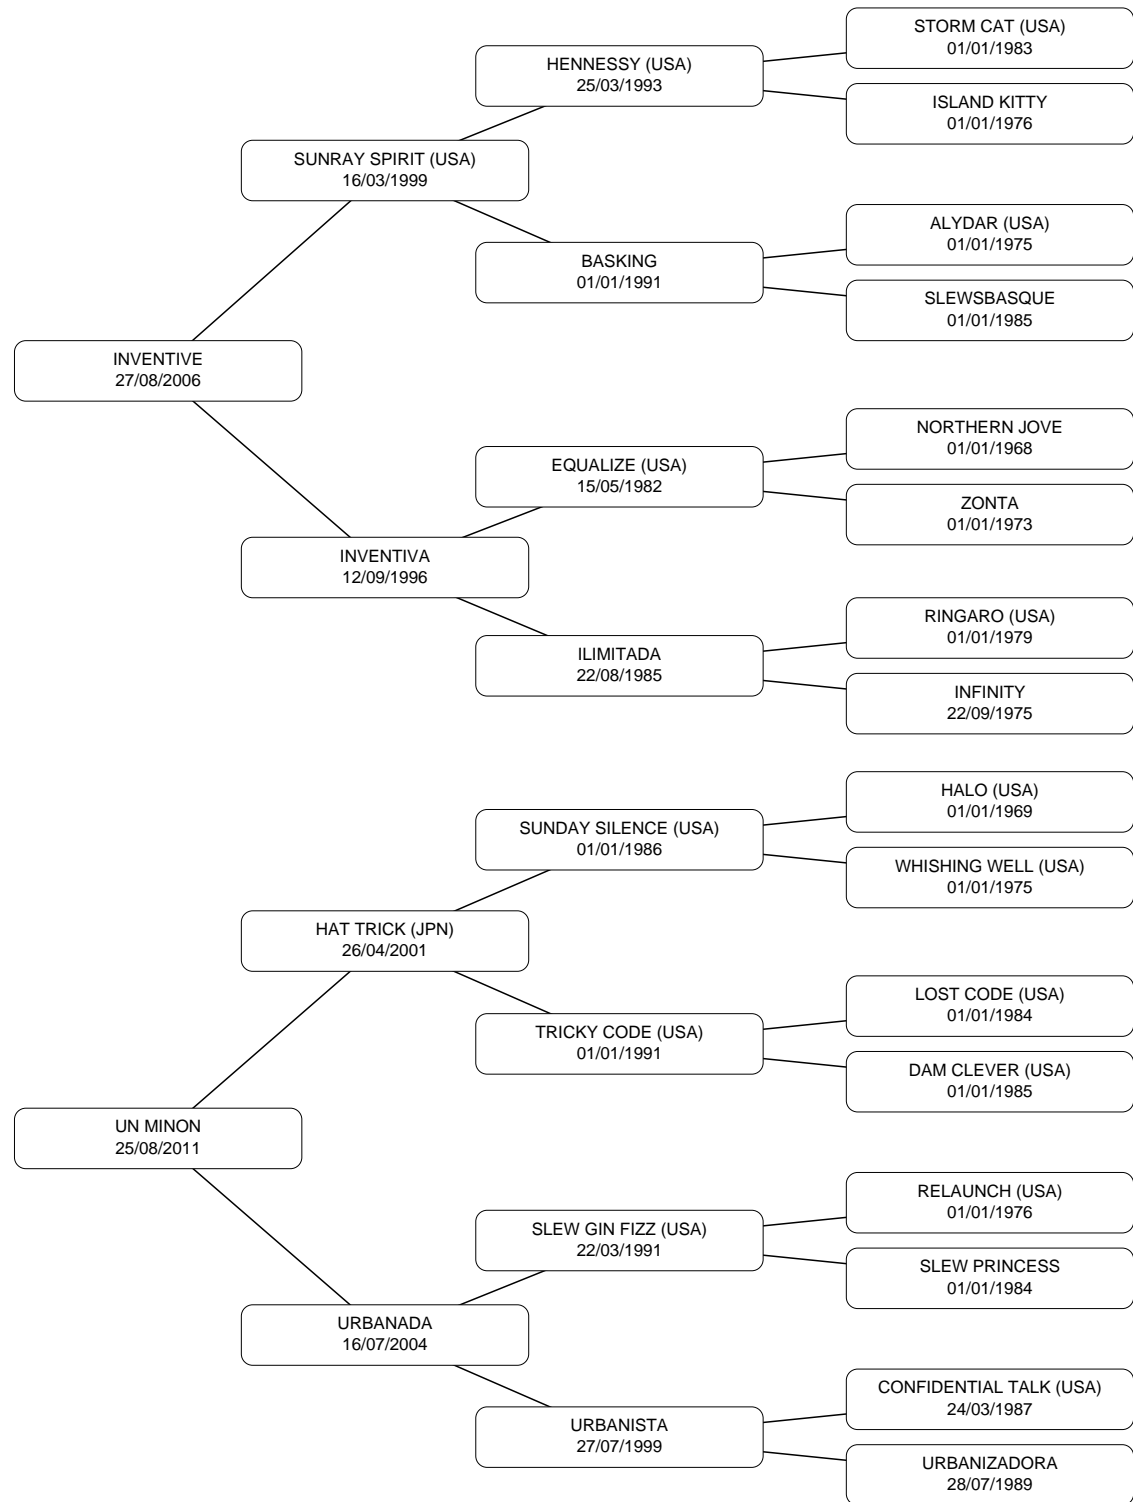 STORM CAT (USA)
01/01/1983
HENNESSY (USA)
25/03/1993
ISLAND KITTY
01/01/1976
SUNRAY SPIRIT (USA)
16/03/1999
ALYDAR (USA)
01/01/1975
BASKING
01/01/1991
SLEWSBASQUE
01/01/1985
INVENTIVE
27/08/2006
NORTHERN JOVE
01/01/1968
EQUALIZE (USA)
15/05/1982
ZONTA
01/01/1973
INVENTIVA
12/09/1996
RINGARO (USA)
01/01/1979
ILIMITADA
22/08/1985
INFINITY
22/09/1975
HALO (USA)
01/01/1969
SUNDAY SILENCE (USA)
01/01/1986
WHISHING WELL (USA)
01/01/1975
HAT TRICK (JPN)
26/04/2001
LOST CODE (USA)
01/01/1984
TRICKY CODE (USA)
01/01/1991
DAM CLEVER (USA)
01/01/1985
UN MINON
25/08/2011
RELAUNCH (USA)
01/01/1976
SLEW GIN FIZZ (USA)
22/03/1991
SLEW PRINCESS
01/01/1984
URBANADA
16/07/2004
CONFIDENTIAL TALK (USA)
24/03/1987
URBANISTA
27/07/1999
URBANIZADORA
28/07/1989